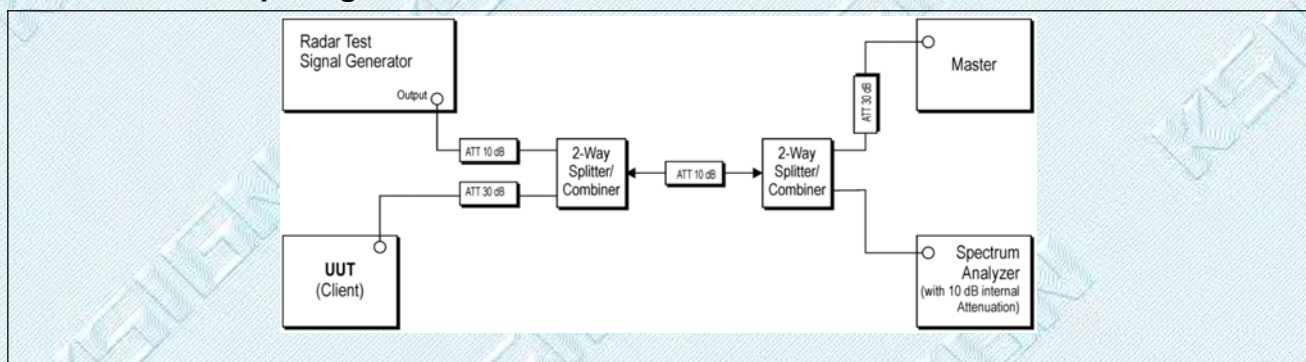 Radar Test
Signal Generator
Output
ATT 10 dB
ATT 30 dB
UUT
(Client)
2-Way
Splitter/
Combiner
ATT 10 dB
2-Way
Splitter/
Combiner
ATT 30 dB
Master
Spectrum
Analyzer
(with 10 dB internal
Attenuation)